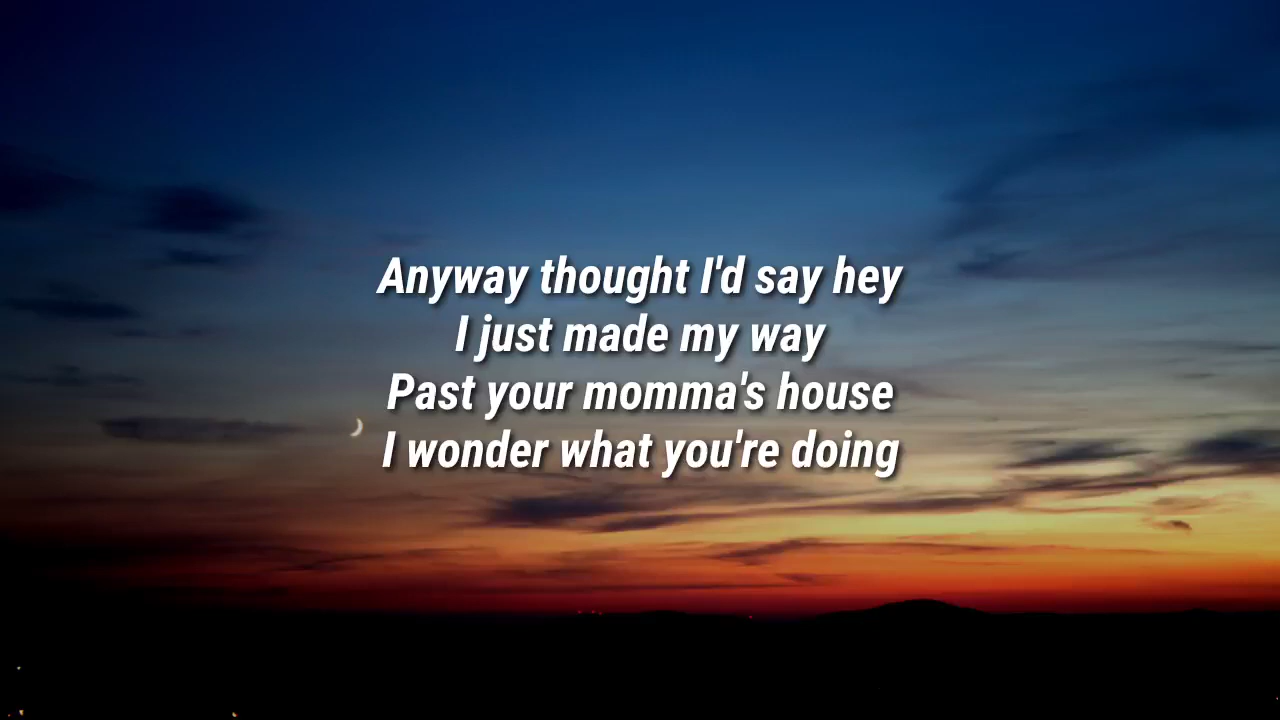 Anyway thought I'd say hey
I just made my way
Past your momma's house
I wonder what you're doing